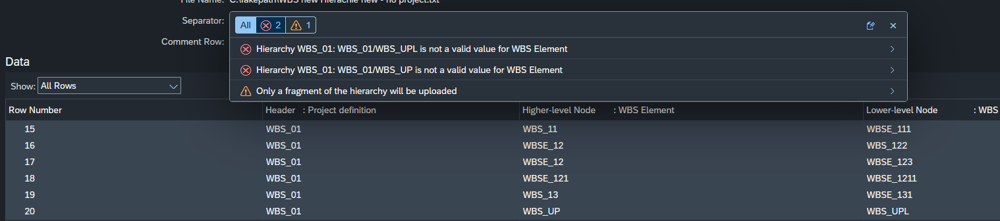 File Name: C:\fakepath\WBS new Hierachie new - no project.txt
Separator:
Comment Row:
All 2 1
Hierarchy WBS_01: WBS_01/WBS_UPL is not a valid value for WBS Element
Hierarchy WBS_01: WBS_01/WBS_UP is not a valid value for WBS Element
Only a fragment of the hierarchy will be uploaded
Data
Show: All Rows
Row Number Header : Project definition Higher-level Node : WBS Element Lower-level Node : WBS
15 WBS_01 WBS_11 WBSE_111
16 WBS_01 WBSE_12 WBS_122
17 WBS_01 WBSE_12 WBSE_123
18 WBS_01 WBSE_121 WBSE_1211
19 WBS_01 WBS_13 WBSE_131
20 WBS_01 WBS_UP WBS_UPL